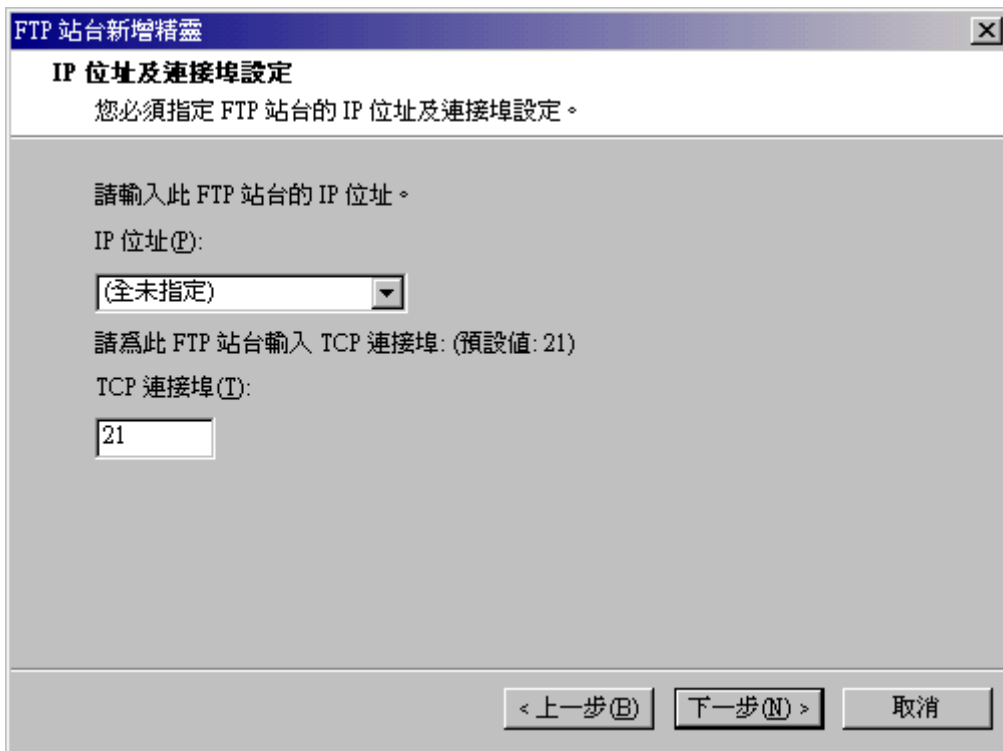 FTP 站台新增精靈
IP 位址及連接埠設定
您必須指定 FTP 站台的 IP 位址及連接埠設定。
請輸入此 FTP 站台的 IP 位址。
IP 位址(P):
(全未指定)
請為此 FTP 站台輸入 TCP 連接埠: (預設值: 21)
TCP 連接埠(T):
21
< 上一步(B) 下一步(N) > 取消